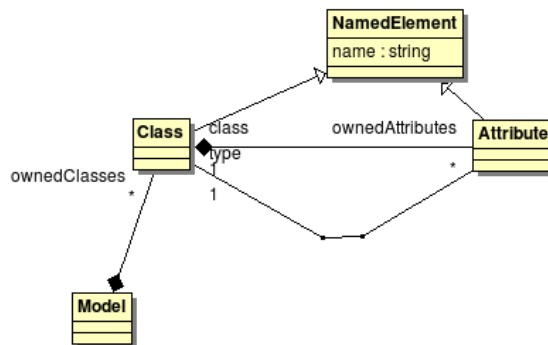 NamedElement
name : string
Class
class
ownedAttributes
Attribute
type
1
*
ownedClasses
*
1
Model